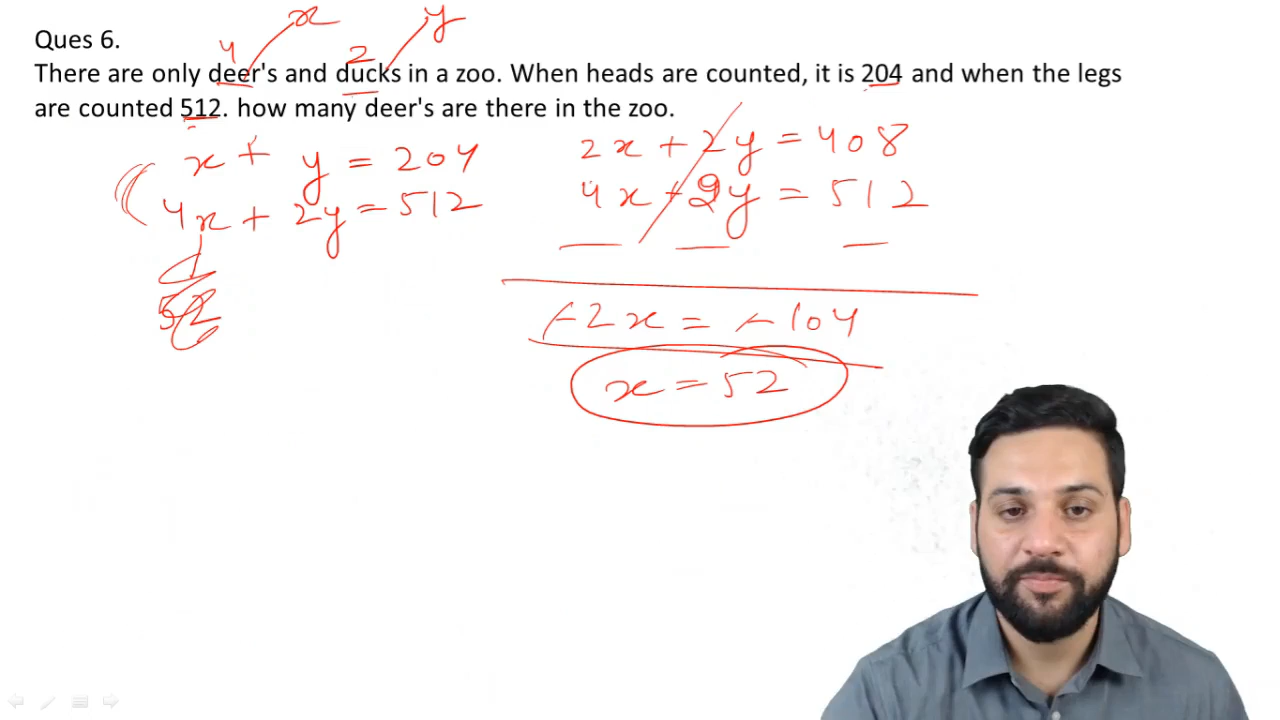 Ques 6.
4 x 2 y
There are only deer's and ducks in a zoo. When heads are counted, it is 204 and when the legs
are counted 512. how many deer's are there in the zoo.
x + y = 204
4x + 2y = 512
52
2x + 2y = 408
4x + 2y = 512
-2x = -104
x = 52